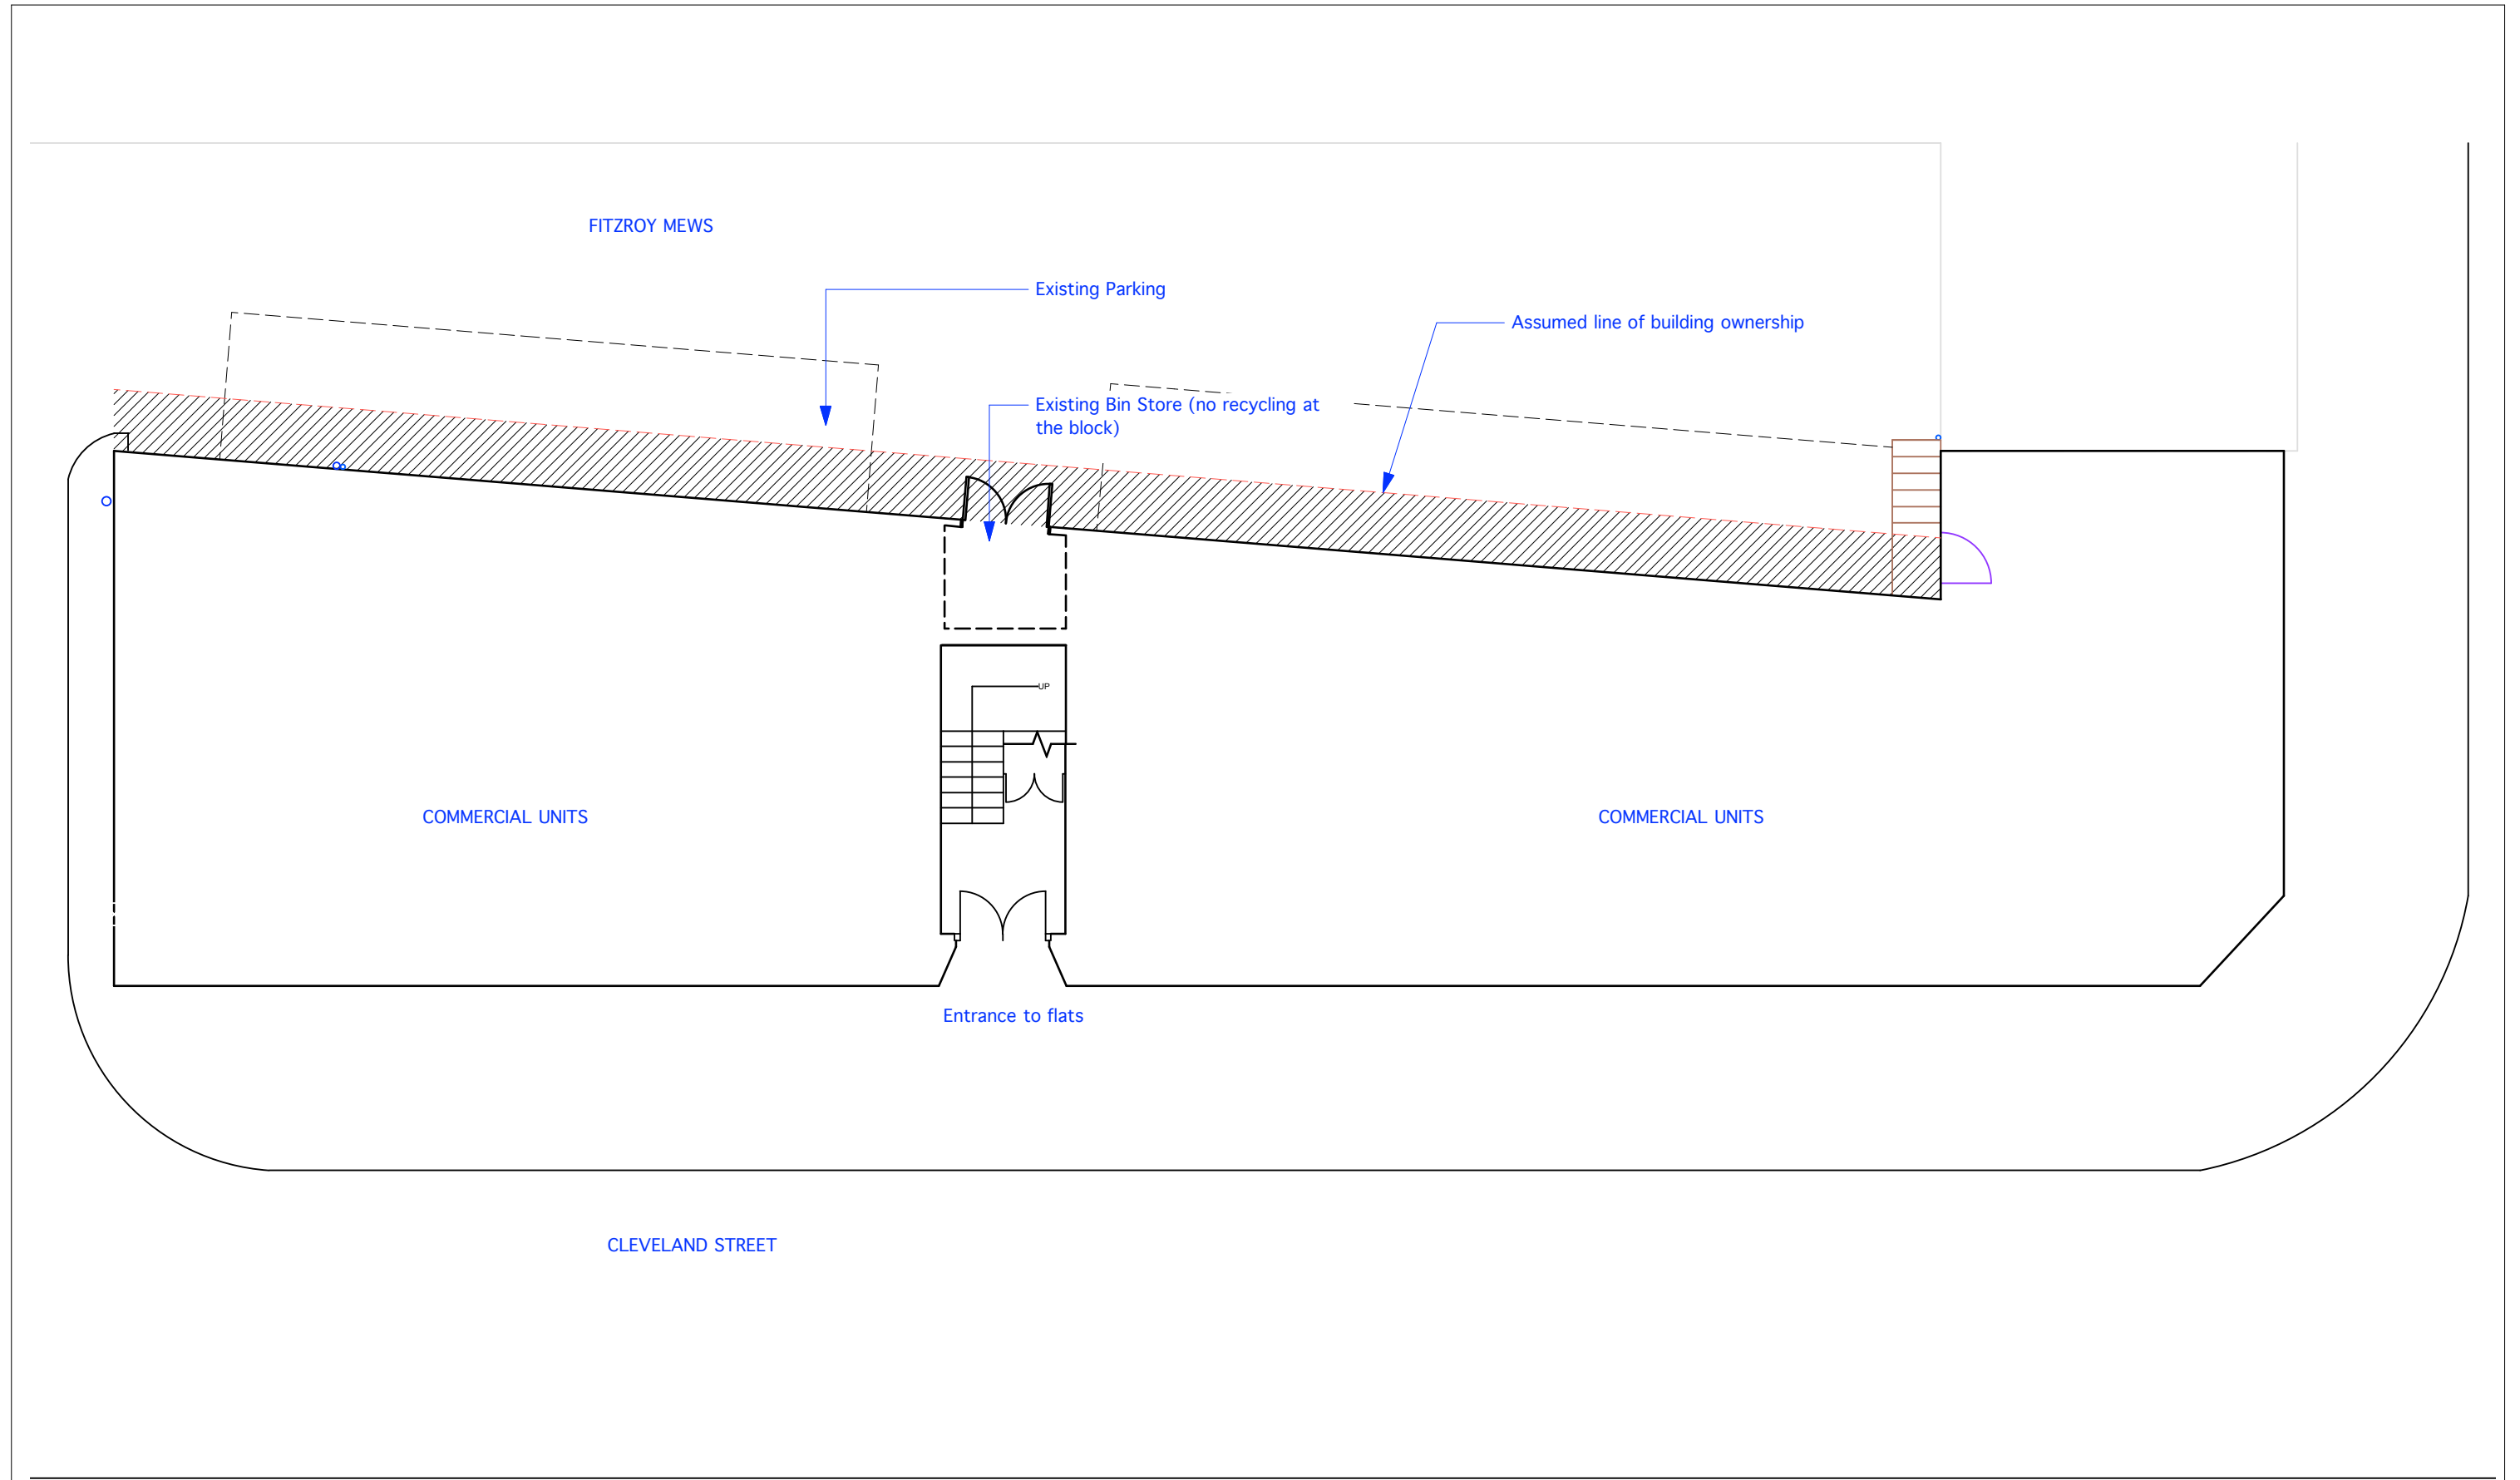 FITZROY MEWS
Existing Parking
Assumed line of building ownership
Existing Bin Store (no recycling at
the block)
UP
COMMERCIAL UNITS
COMMERCIAL UNITS
Entrance to flats
CLEVELAND STREET